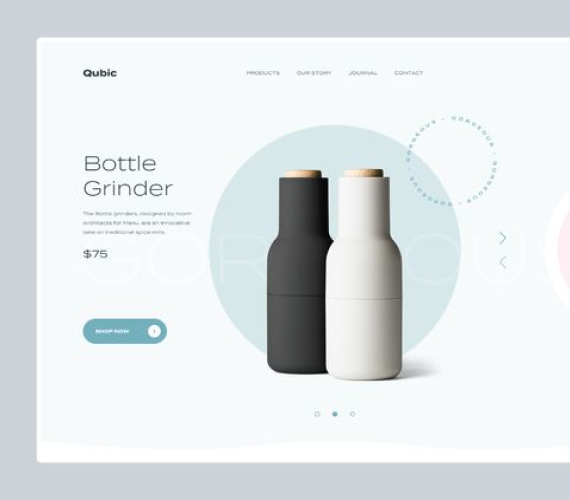 Qubic
PRODUCTS OUR STORY JOURNAL CONTACT
GORGEOUS - GORGEOUS - GORGEOUS - GORGEOUS -
Bottle
Grinder
The Bottle grinders, designed by Norm
Architects for Menu, are an innovative
take on traditional spice mills.
$75
GORGEOUS
SHOP NOW